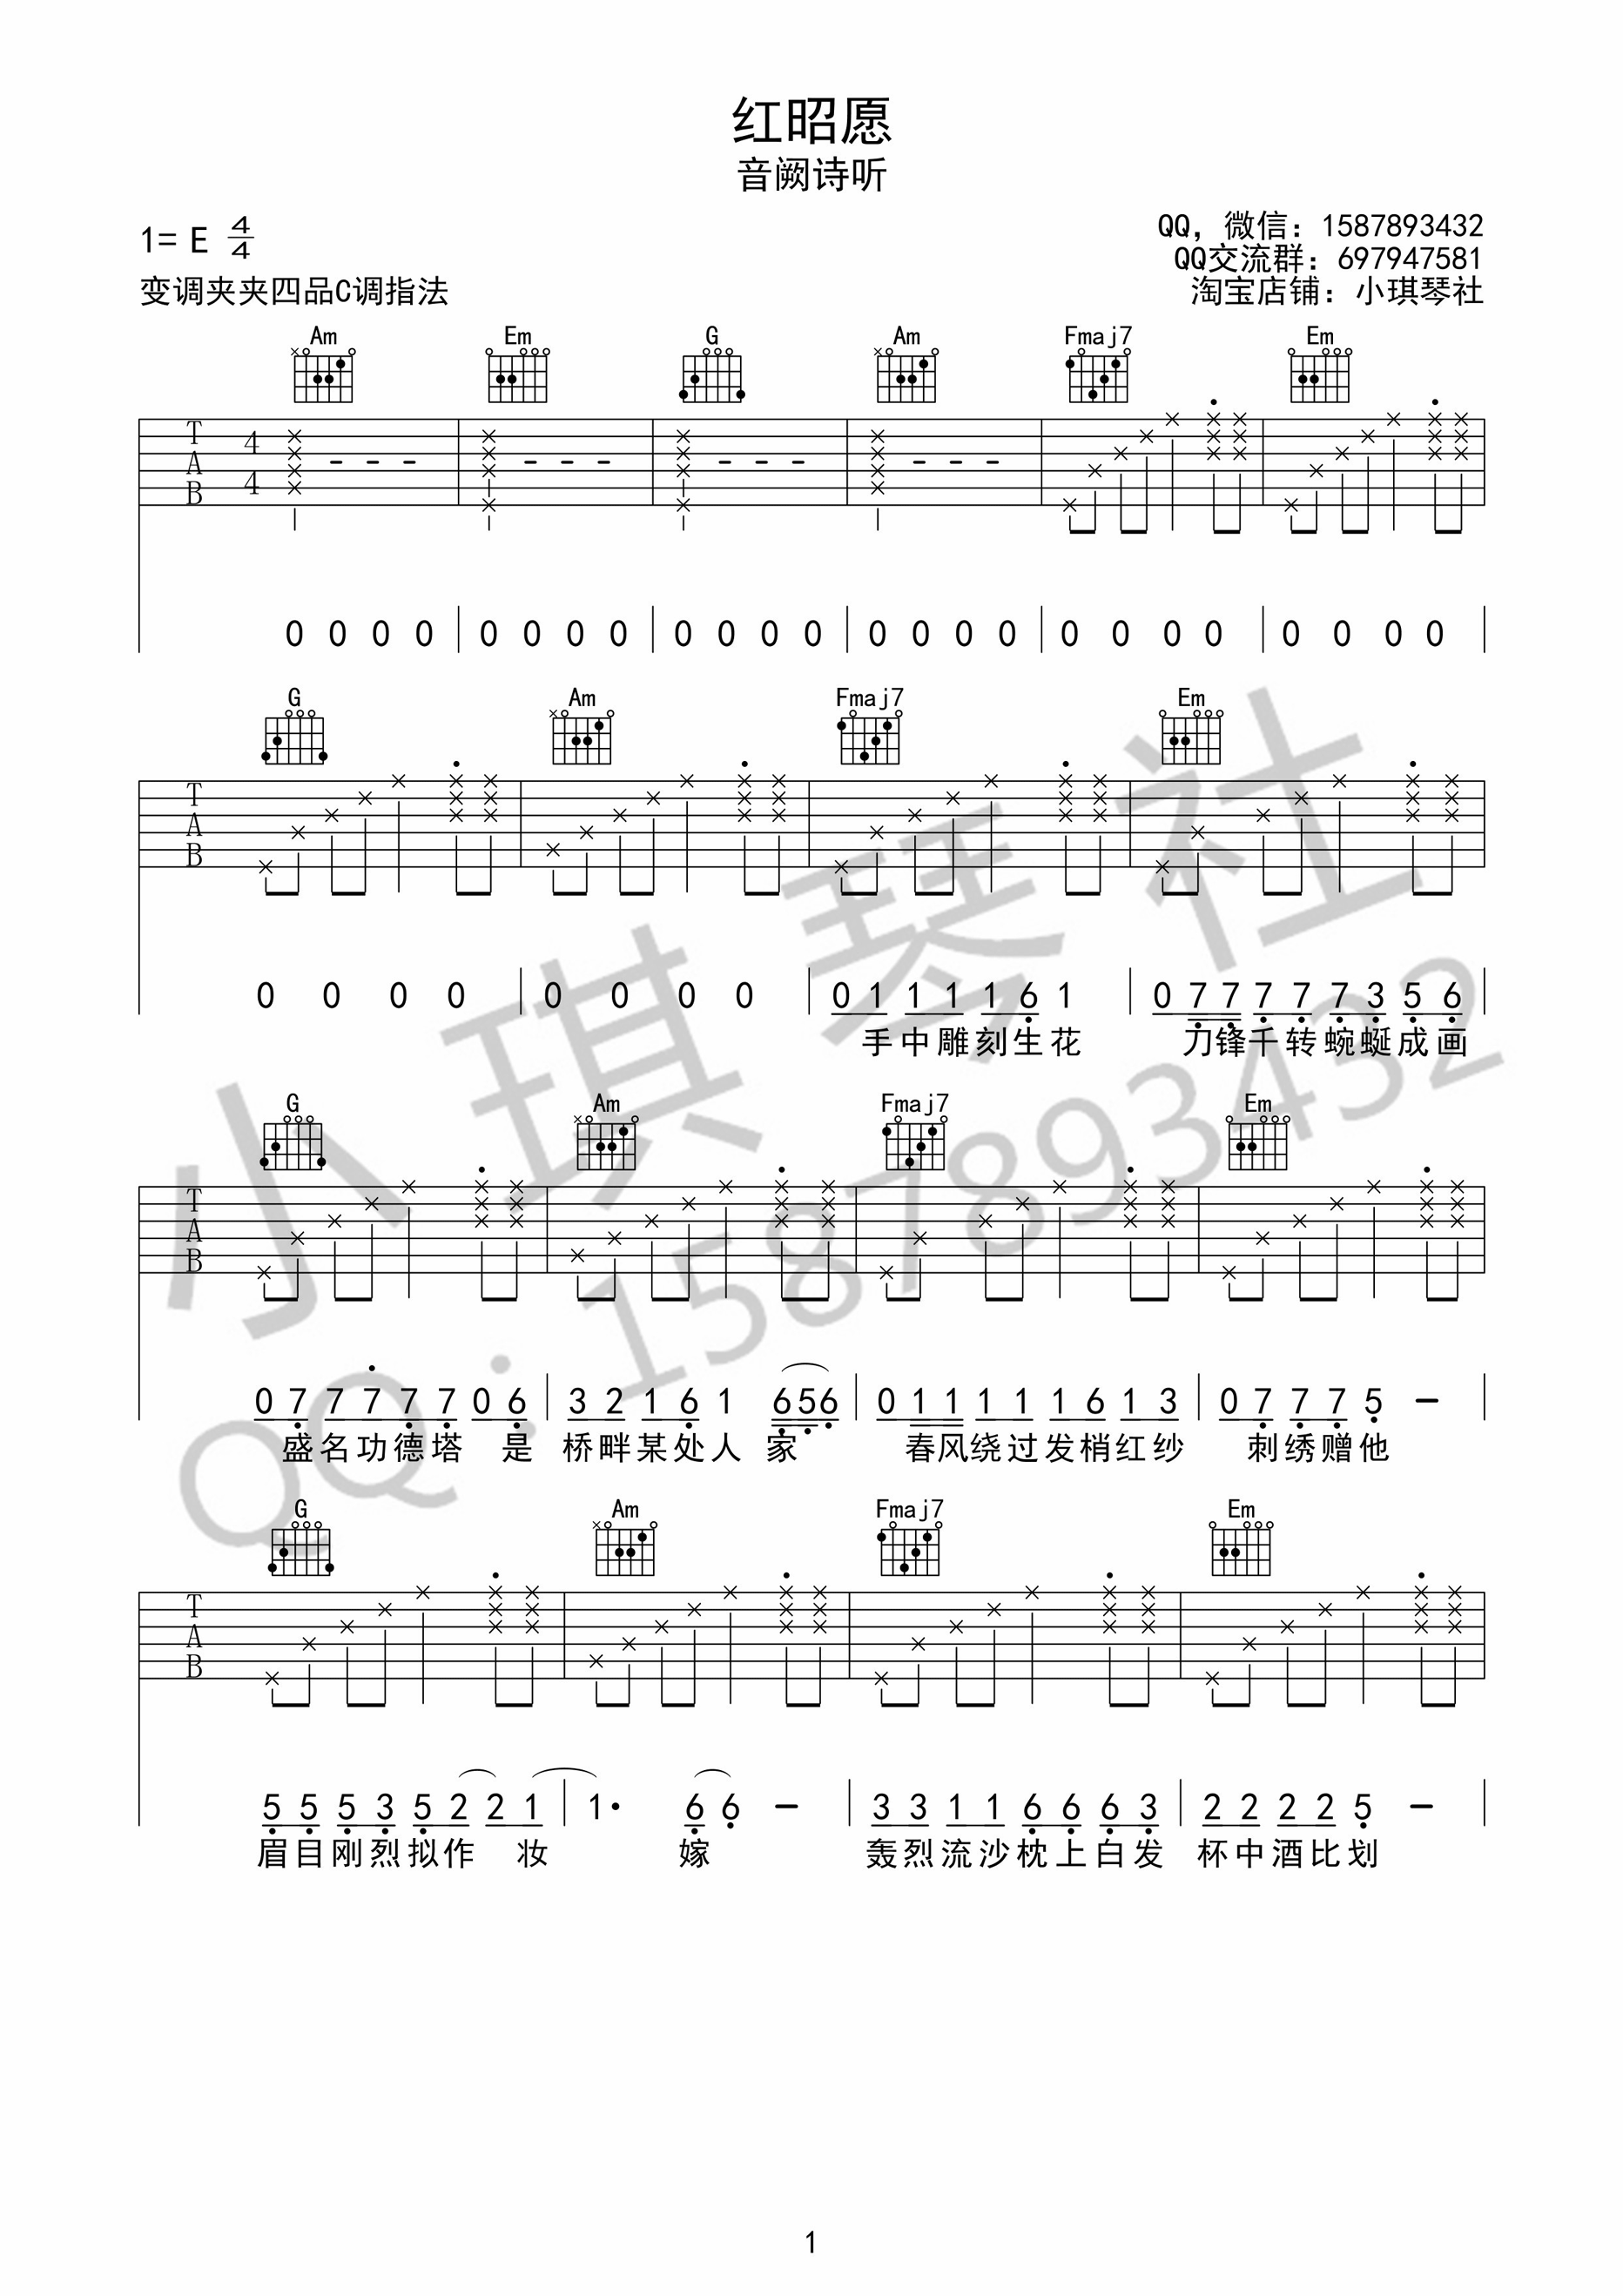 红昭愿
音阙诗听
1= E 4/4
QQ，微信：1587893432
QQ交流群：697947581
变调夹夹四品C调指法
淘宝店铺：小琪琴社
Am Em G Am Fmaj7 Em
T A B 4 4
0 0 0 0 | 0 0 0 0 | 0 0 0 0 | 0 0 0 0 | 0 0 0 0 | 0 0 0 0 |
G Am Fmaj7 Em
T A B
0 0 0 0 | 0 0 0 0 | 0 1 1 1 1 6 1 | 0 7 7 7 7 7 3 5 6 |
手中雕刻生花 刀锋千转蜿蜒成画
G Am Fmaj7 Em
T A B
0 7 7 7 7 7 0 6 | 3 2 1 6 1 6 5 6 | 0 1 1 1 1 1 6 1 3 | 0 7 7 7 5 — |
盛名功德塔 是 桥畔某处人 家 春风绕过发梢红纱 刺绣赠他
G Am Fmaj7 Em
T A B
5 5 5 3 5 2 2 1 | 1· 6 6 — | 3 3 1 1 6 6 6 3 | 2 2 2 2 5 — |
眉目刚烈拟作 妆 嫁 轰烈流沙枕上白发 杯中酒比划
小琪琴社
QQ：1587893432
1